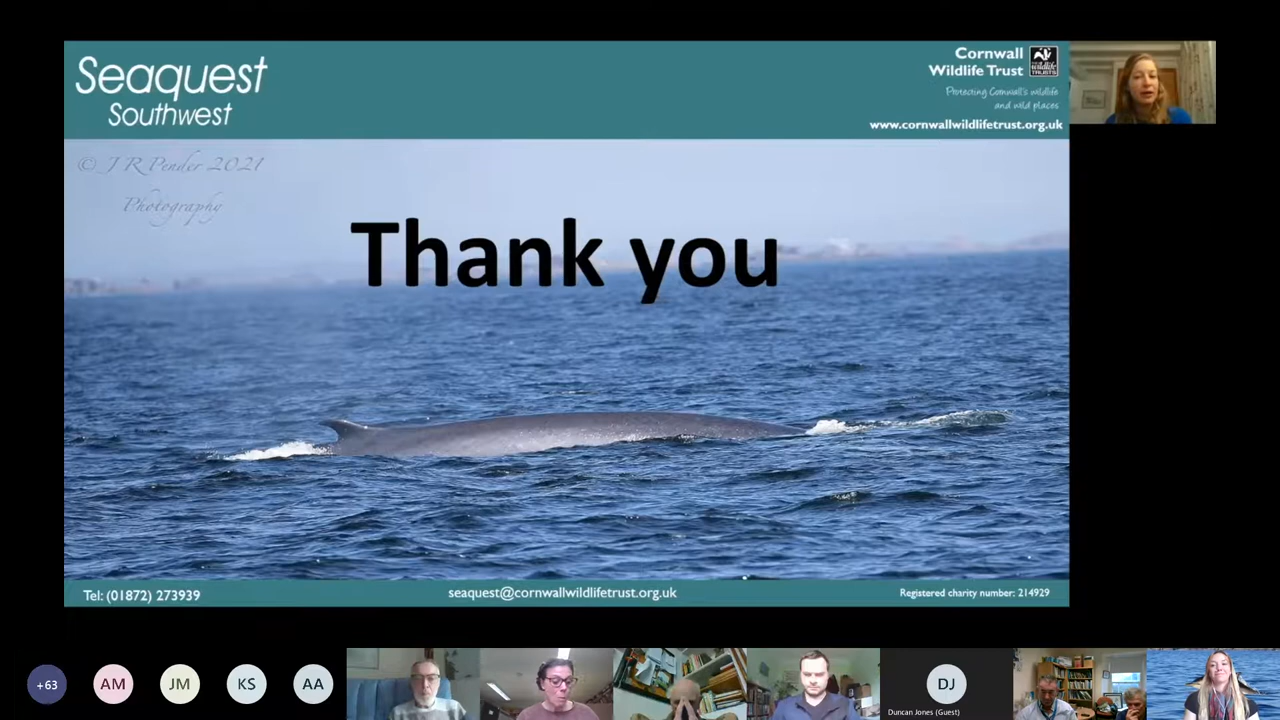 Seaquest
Southwest
Cornwall
Wildlife Trust
Protecting Cornwall's wildlife
and wild places
www.cornwallwildlifetrust.org.uk
© J R Pender 2021
Photography
Thank you
Tel: (01872) 273939
seaquest@cornwallwildlifetrust.org.uk
Registered charity number: 214929
+63
AM
JM
KS
AA
DJ
Duncan Jones (Guest)